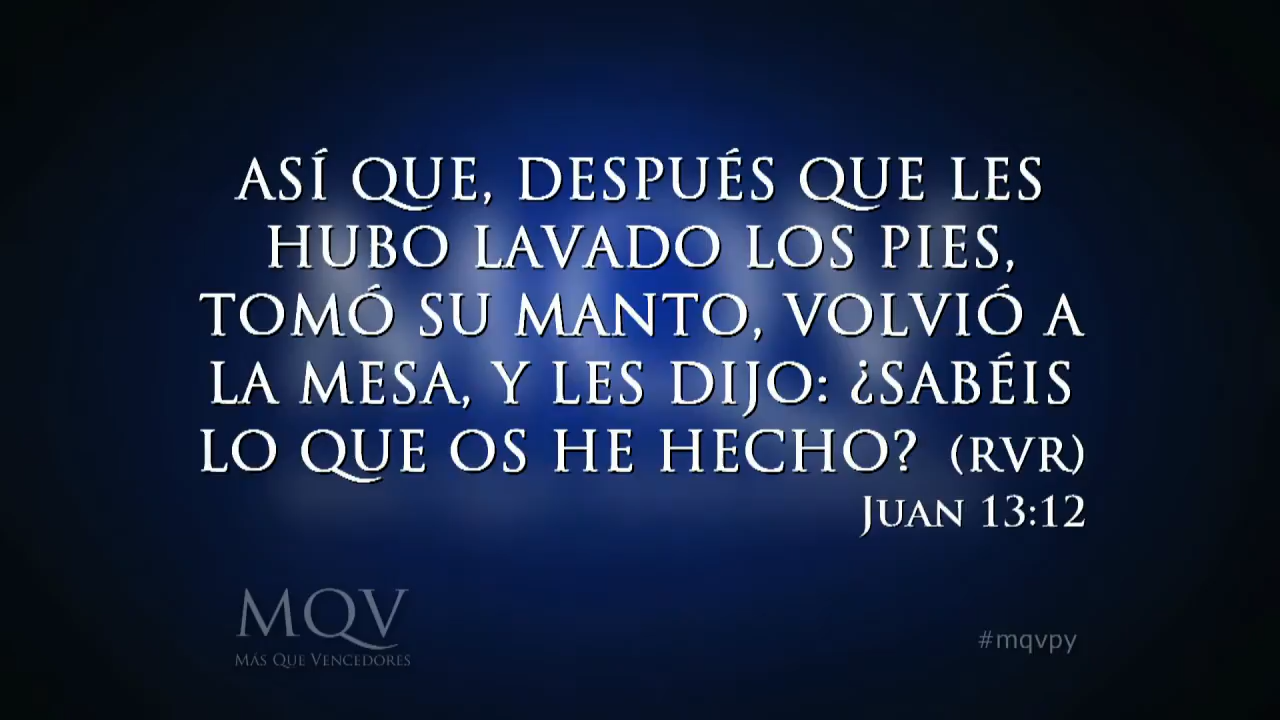 ASÍ QUE, DESPUÉS QUE LES
HUBO LAVADO LOS PIES,
TOMÓ SU MANTO, VOLVIÓ A
LA MESA, Y LES DIJO: ¿SABÉIS
LO QUE OS HE HECHO? (RVR)
JUAN 13:12
MQV
MÁS QUE VENCEDORES
#mqvpy